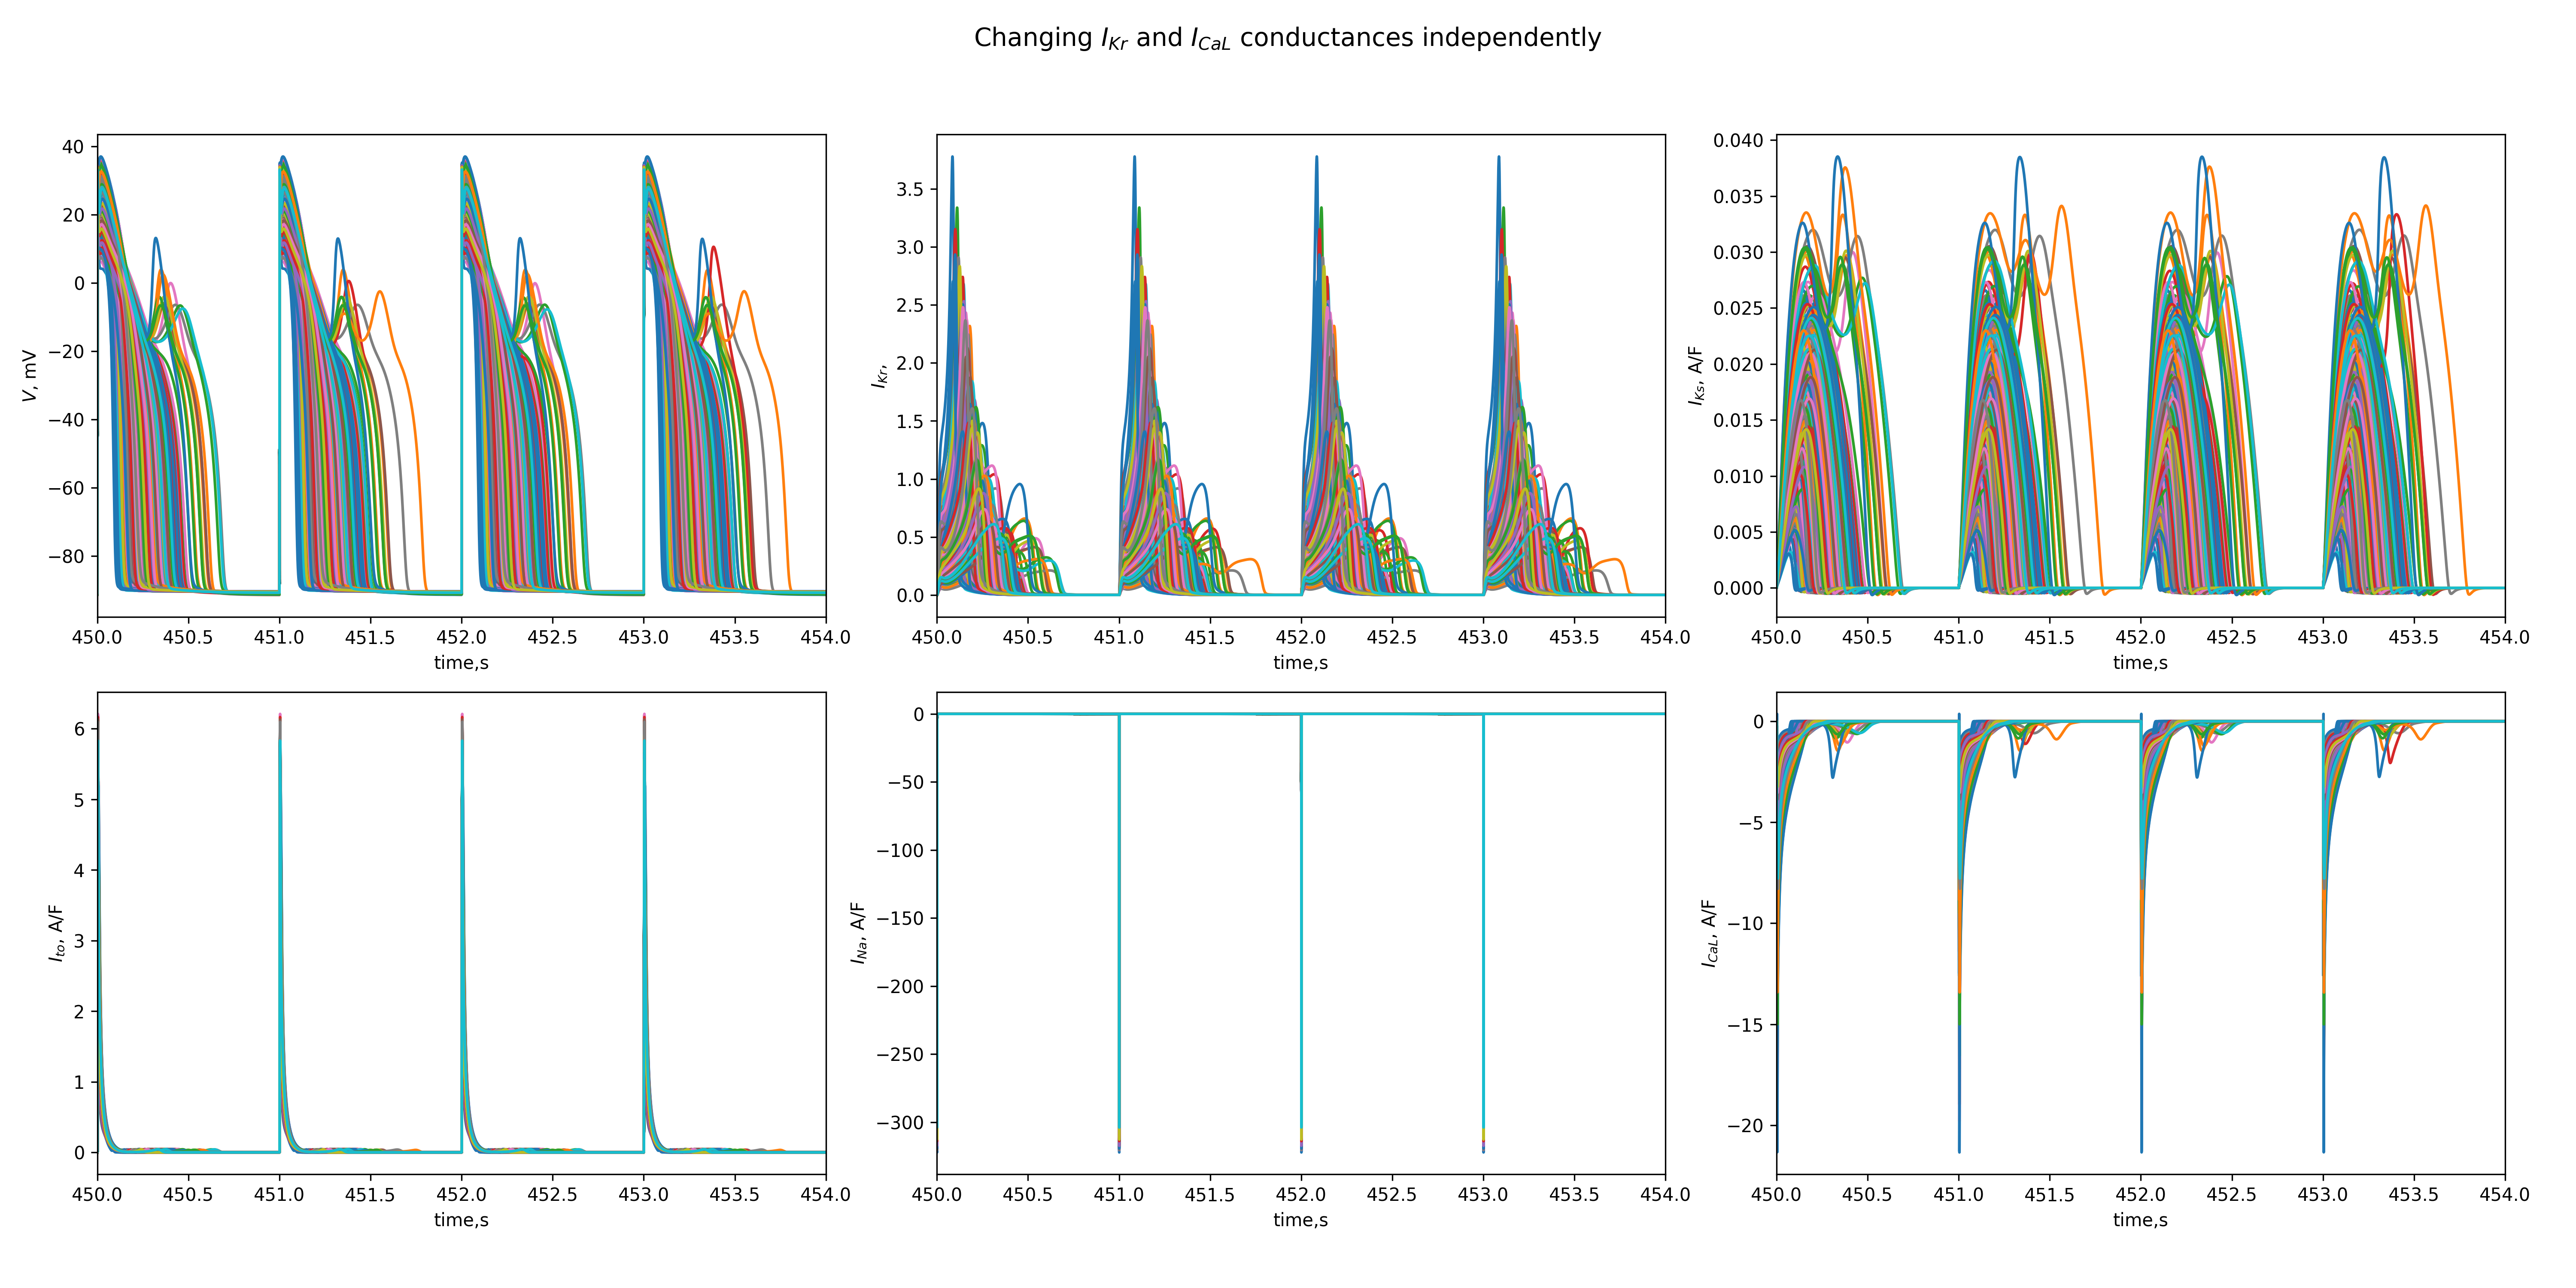 Changing I_Kr and I_CaL conductances independently
40
20
0
−20
−40
−60
−80
V, mV
450.0 450.5 451.0 451.5 452.0 452.5 453.0 453.5 454.0
time,s
3.5
3.0
2.5
2.0
1.5
1.0
0.5
0.0
I_Kr,
450.0 450.5 451.0 451.5 452.0 452.5 453.0 453.5 454.0
time,s
0.040
0.035
0.030
0.025
0.020
0.015
0.010
0.005
0.000
I_Ks, A/F
450.0 450.5 451.0 451.5 452.0 452.5 453.0 453.5 454.0
time,s
6
5
4
3
2
1
0
I_to, A/F
450.0 450.5 451.0 451.5 452.0 452.5 453.0 453.5 454.0
time,s
0
−50
−100
−150
−200
−250
−300
I_Na, A/F
450.0 450.5 451.0 451.5 452.0 452.5 453.0 453.5 454.0
time,s
0
−5
−10
−15
−20
I_CaL, A/F
450.0 450.5 451.0 451.5 452.0 452.5 453.0 453.5 454.0
time,s